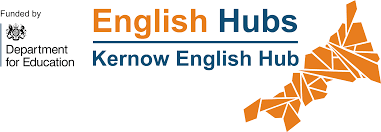 Funded by
Department
for Education
English Hubs
Kernow English Hub